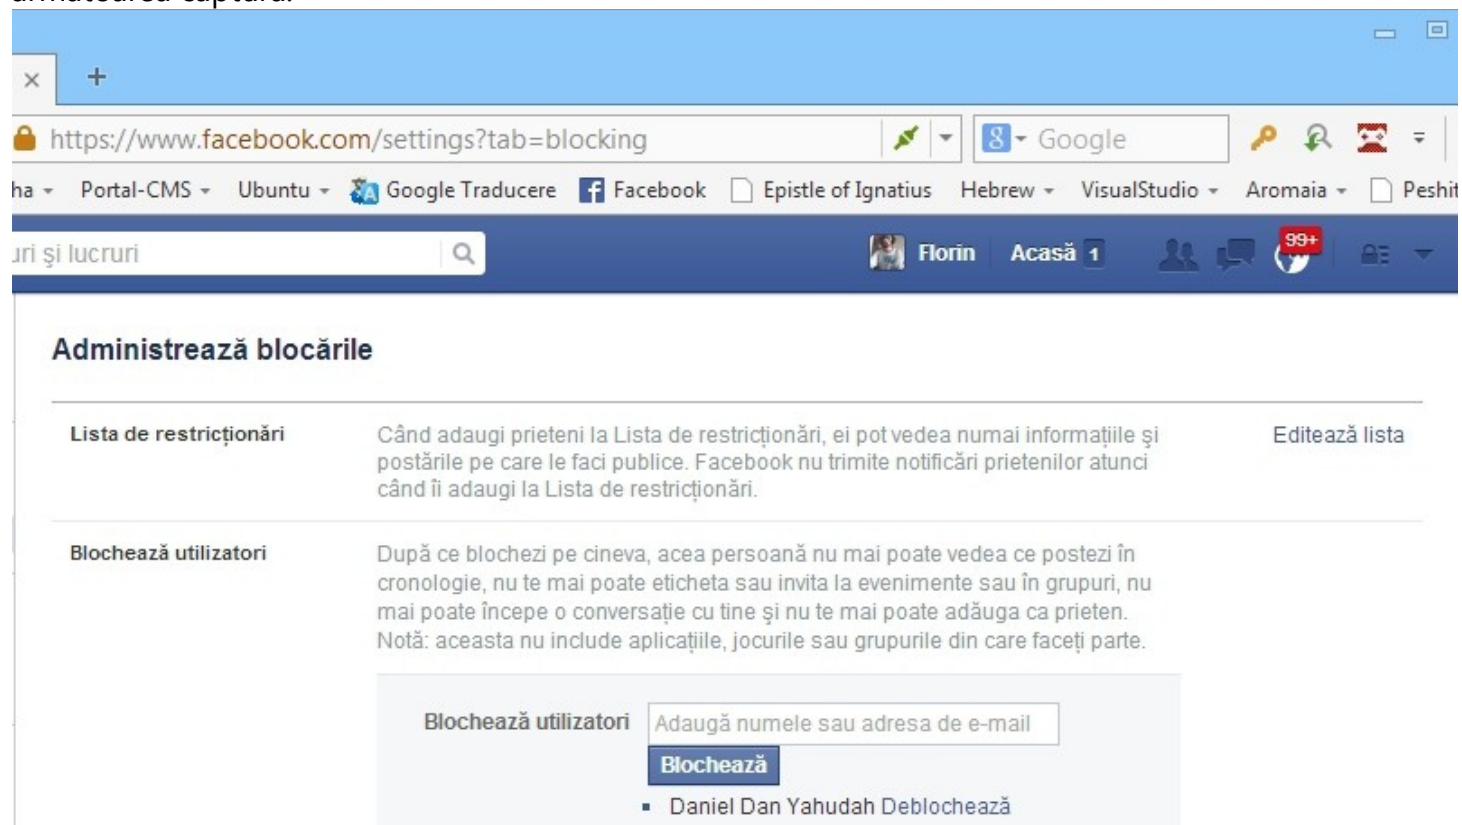 următoarea captură:
https://www.facebook.com/settings?tab=blocking Google
ha Portal-CMS Ubuntu Google Traducere Facebook Epistle of Ignatius Hebrew VisualStudio Aromaia Peshit
uri și lucruri Florin Acasă 1 99+
Administrează blocările
Lista de restricționări
Când adaugi prieteni la Lista de restricționări, ei pot vedea numai informațiile și
postările pe care le faci publice. Facebook nu trimite notificări prietenilor atunci
când îi adaugi la Lista de restricționări.
Editează lista
Blochează utilizatori
După ce blochezi pe cineva, acea persoană nu mai poate vedea ce postezi în
cronologie, nu te mai poate eticheta sau invita la evenimente sau în grupuri, nu
mai poate începe o conversație cu tine și nu te mai poate adăuga ca prieten.
Notă: aceasta nu include aplicațiile, jocurile sau grupurile din care faceți parte.
Blochează utilizatori Adaugă numele sau adresa de e-mail
Blochează
Daniel Dan Yahudah Deblochează